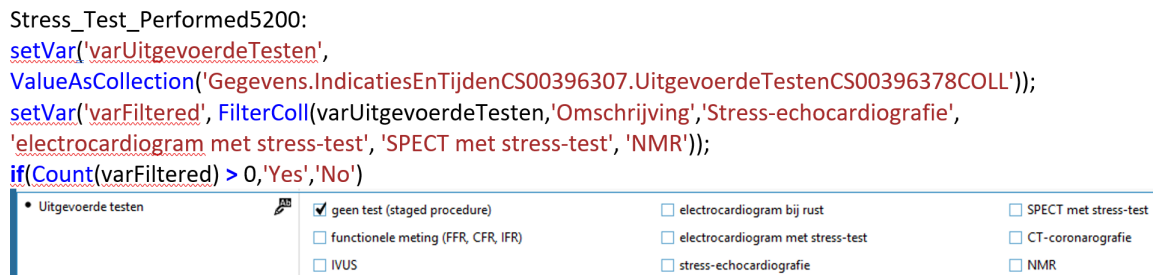 Stress_Test_Performed5200:
setVar('varUitgevoerdeTesten',
ValueAsCollection('Gegevens.IndicatiesEnTijdenCS00396307.UitgevoerdeTestenCS00396378COLL'));
setVar('varFiltered', FilterColl(varUitgevoerdeTesten,'Omschrijving','Stress-echocardiografie',
'electrocardiogram met stress-test', 'SPECT met stress-test', 'NMR'));
if(Count(varFiltered) > 0,'Yes','No')
• Uitgevoerde testen Ab geen test (staged procedure) electrocardiogram bij rust SPECT met stress-test
functionele meting (FFR, CFR, IFR) electrocardiogram met stress-test CT-coronarografie
IVUS stress-echocardiografie NMR